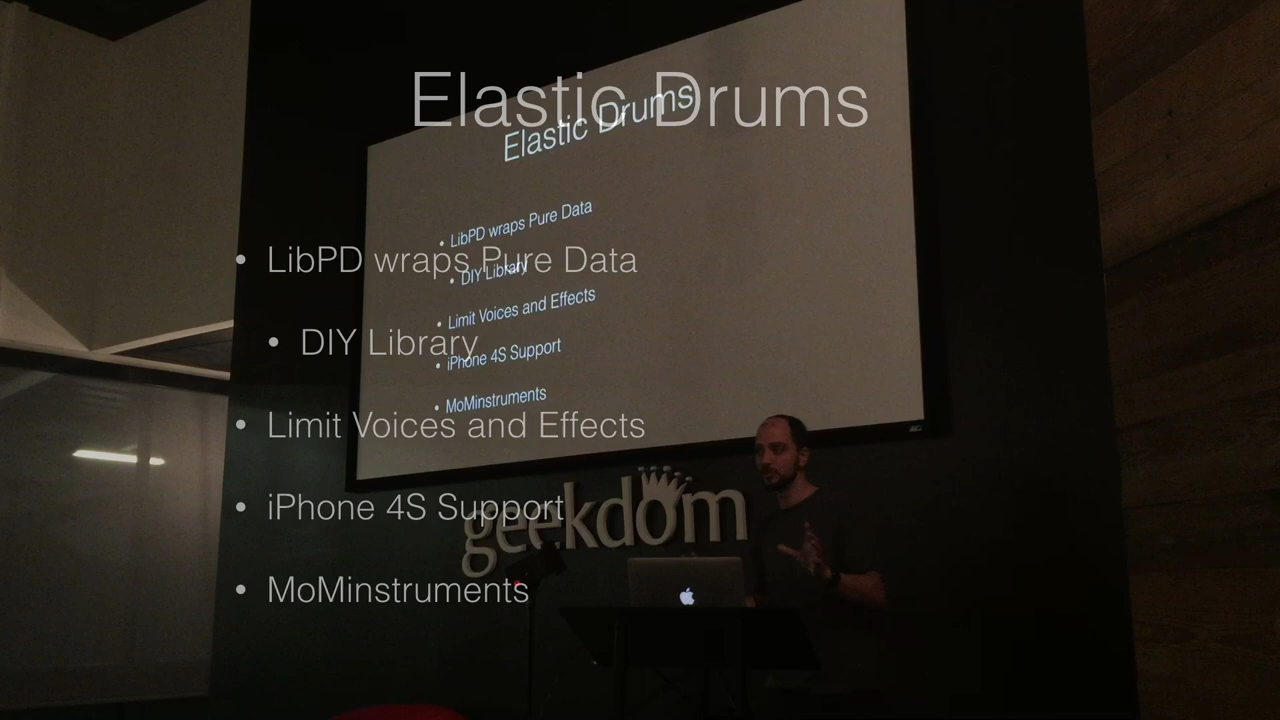 Elastic Drums
• LibPD wraps Pure Data
• DIY Library
• Limit Voices and Effects
• iPhone 4S Support
• MoMinstruments
Elastic Drums
• LibPD wraps Pure Data
• DIY Library
• Limit Voices and Effects
• iPhone 4S Support
• MoMinstruments
geekdom